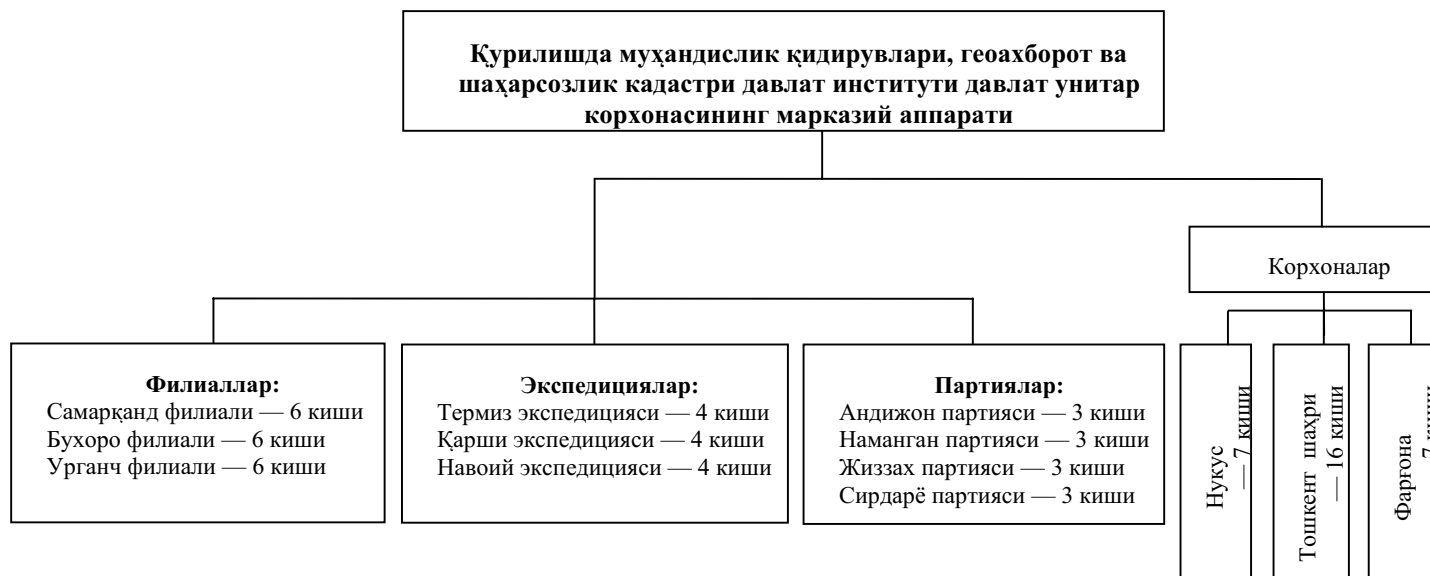 Қурилишда муҳандислик қидирувлари, геоахборот ва
шаҳарсозлик кадастри давлат институти давлат унитар
корхонасининг марказий аппарати
Корхоналар
Филиаллар:
Самарқанд филиали — 6 киши
Бухоро филиали — 6 киши
Урганч филиали — 6 киши
Экспедициялар:
Термиз экспедицияси — 4 киши
Қарши экспедицияси — 4 киши
Навоий экспедицияси — 4 киши
Партиялар:
Андижон партияси — 3 киши
Наманган партияси — 3 киши
Жиззах партияси — 3 киши
Сирдарё партияси — 3 киши
Нукус
— 7 киши
Тошкент шаҳри
— 16 киши
Фарғона